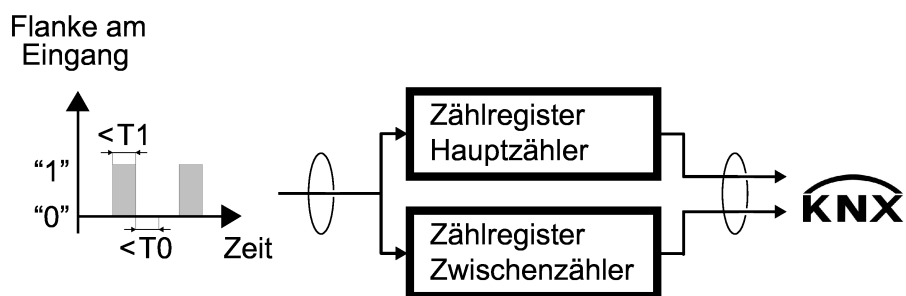 Flanke am
Eingang
<T1
“1”
“0”
<T0
Zeit
Zählregister
Hauptzähler
Zählregister
Zwischenzähler
KNX